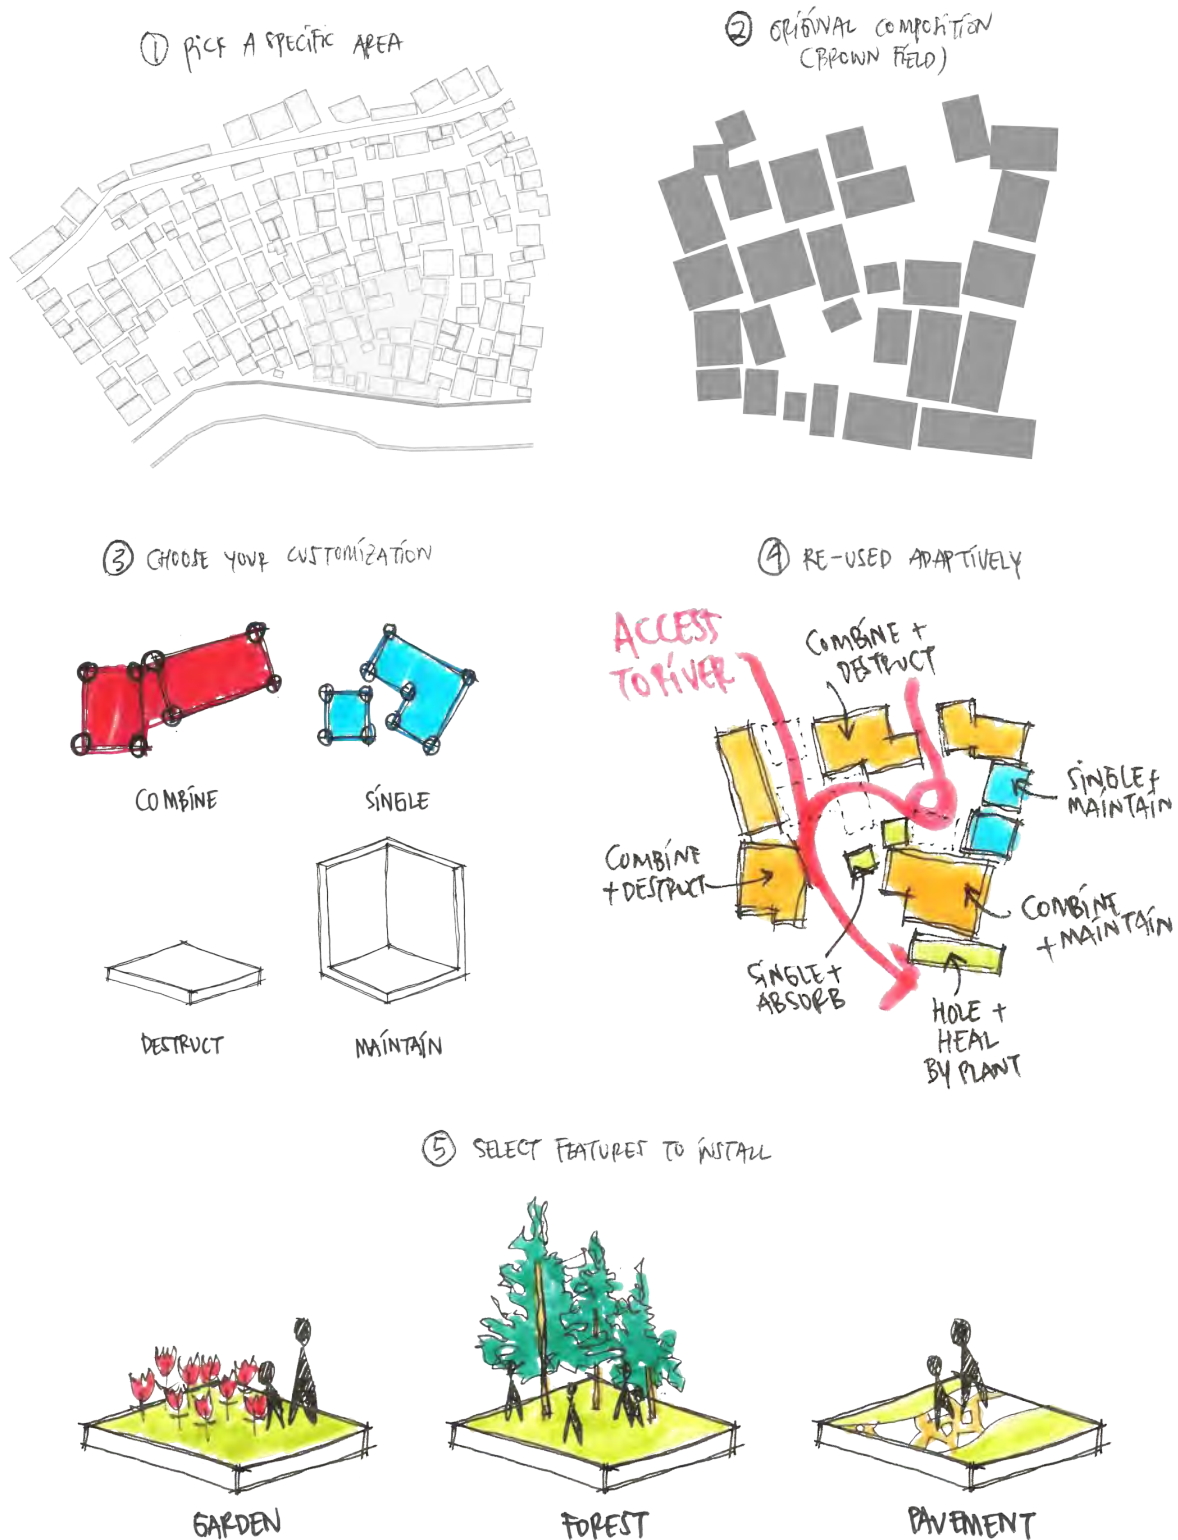 ① PICK A SPECIFIC AREA
② ORIGINAL COMPOSITION
(BROWN FIELD)
③ CHOOSE YOUR CUSTOMIZATION
COMBINE
SINGLE
DESTRUCT
MAINTAIN
④ RE-USED ADAPTIVELY
ACCESS
TO RIVER
COMBINE +
DESTRUCT
SINGLE +
MAINTAIN
COMBINE
+ DESTRUCT
COMBINE
+ MAINTAIN
SINGLE +
ABSORB
HOLE +
HEAL
BY PLANT
⑤ SELECT FEATURES TO INSTALL
GARDEN
FOREST
PAVEMENT